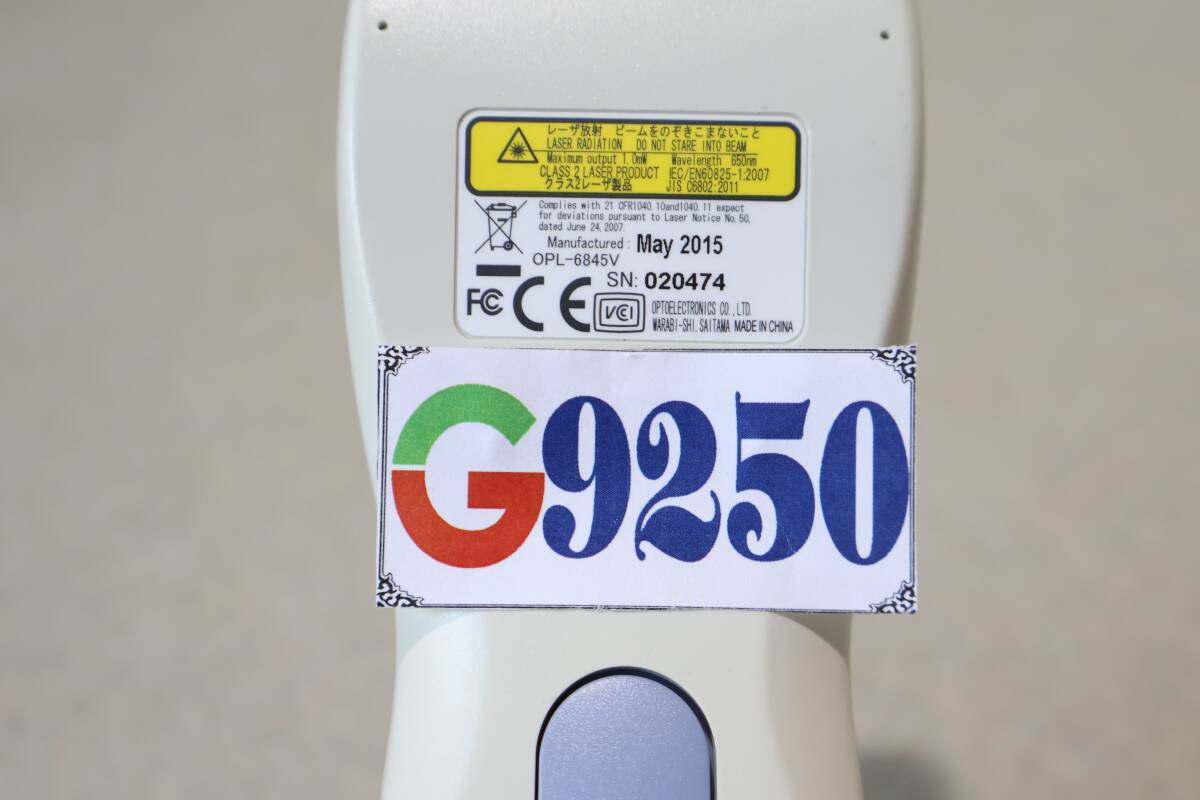 レーザ放射 ビームをのぞきこまないこと
LASER RADIATION DO NOT STARE INTO BEAM
Maximum output 1.0mW Wavelength 650nm
CLASS 2 LASER PRODUCT IEC/EN60825-1:2007
クラス2レーザ製品 JIS C6802:2011
Complies with 21 CFR1040.10and1040.11 expect
for deviations pursuant to Laser Notice No.50,
dated June 24,2007.
Manufactured : May 2015
OPL-6845V
SN: 020474
FC CE VCI OPTOELECTRONICS CO., LTD.
WARABI-SHI. SAITAMA MADE IN CHINA
G9250